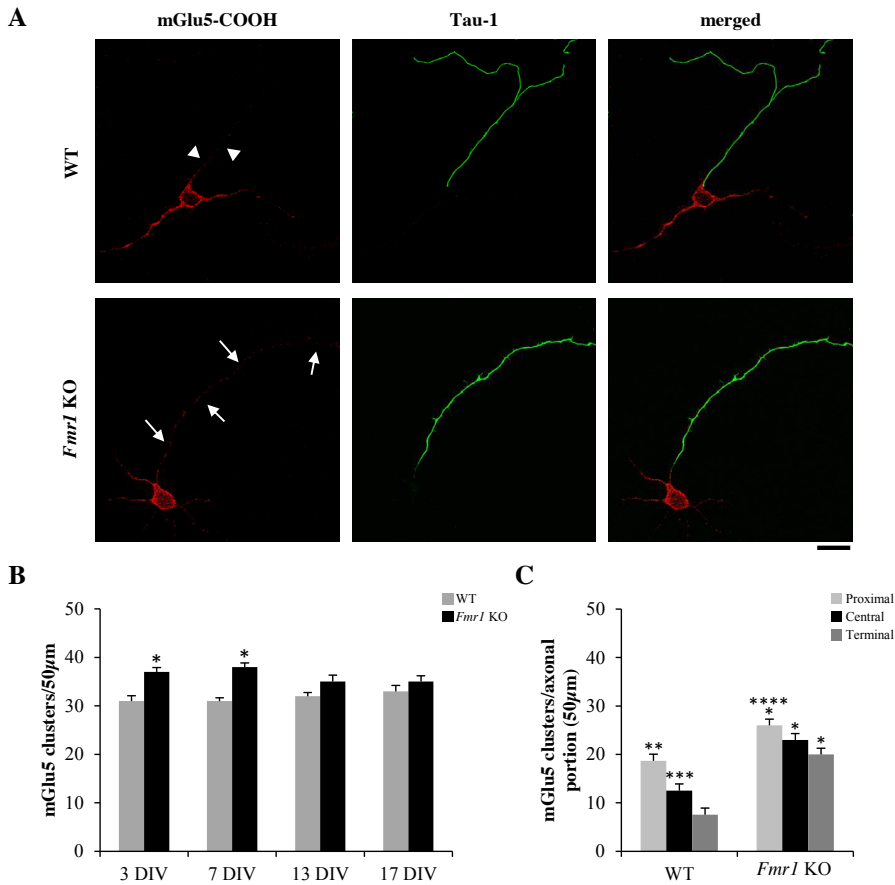 A
mGlu5-COOH Tau-1 merged
WT
Fmr1 KO
B
WT
Fmr1 KO
mGlu5 clusters/50µm
50
40
30
20
10
0
* *
3 DIV 7 DIV 13 DIV 17 DIV
C
Proximal
Central
Terminal
mGlu5 clusters/axonal
portion (50µm)
50
40
30
20
10
0
** ***
****
* * *
WT Fmr1 KO